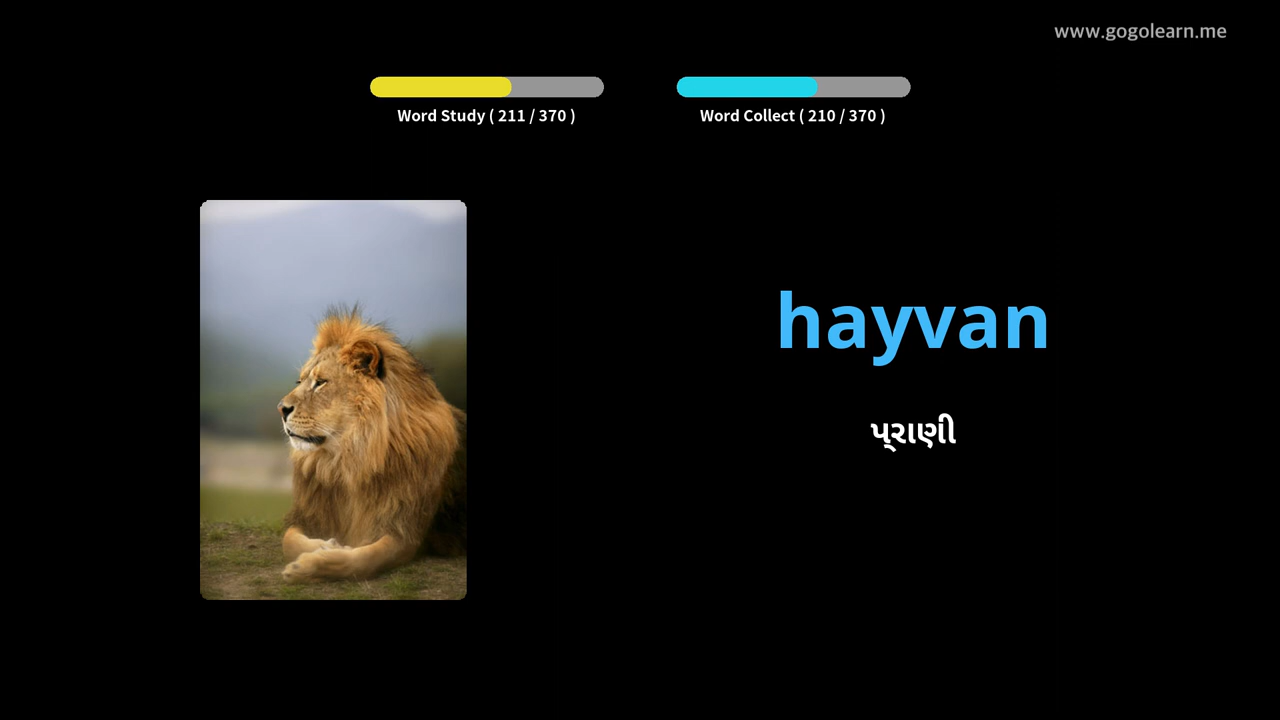 www.gogolearn.me
Word Study ( 211 / 370 )
Word Collect ( 210 / 370 )
hayvan
પ્રાણી